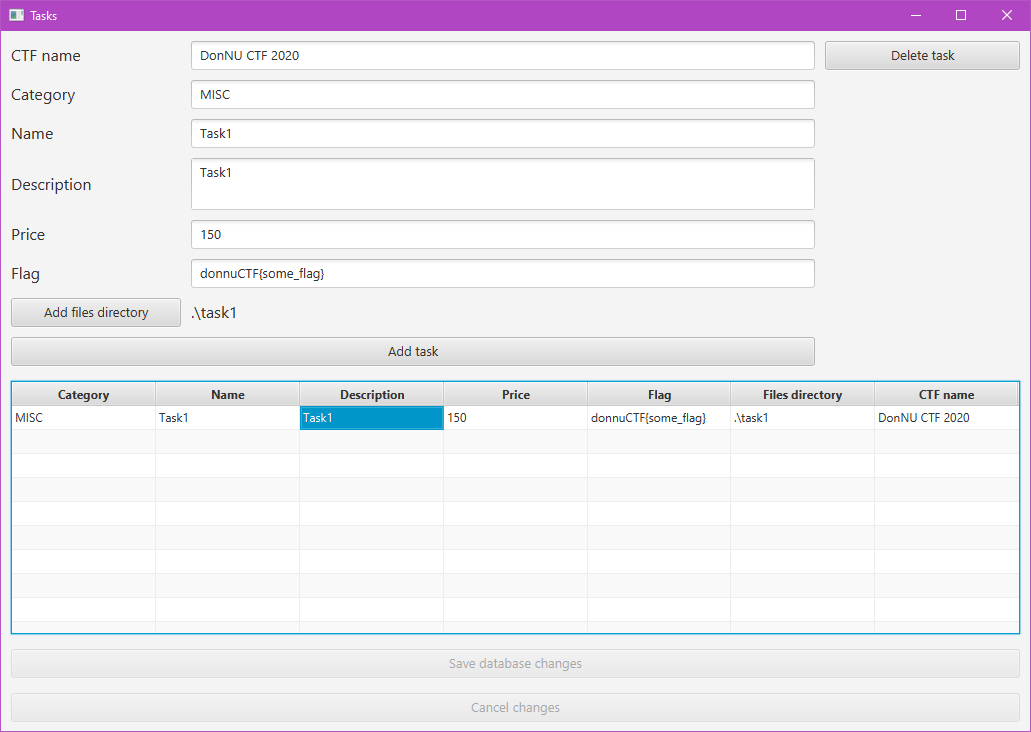 Tasks
CTF name
DonNU CTF 2020
Delete task
Category
MISC
Name
Task1
Description
Task1
Price
150
Flag
donnuCTF{some_flag}
Add files directory
.\task1
Add task
Category Name Description Price Flag Files directory CTF name
MISC Task1 Task1 150 donnuCTF{some_flag} .\task1 DonNU CTF 2020
Save database changes
Cancel changes